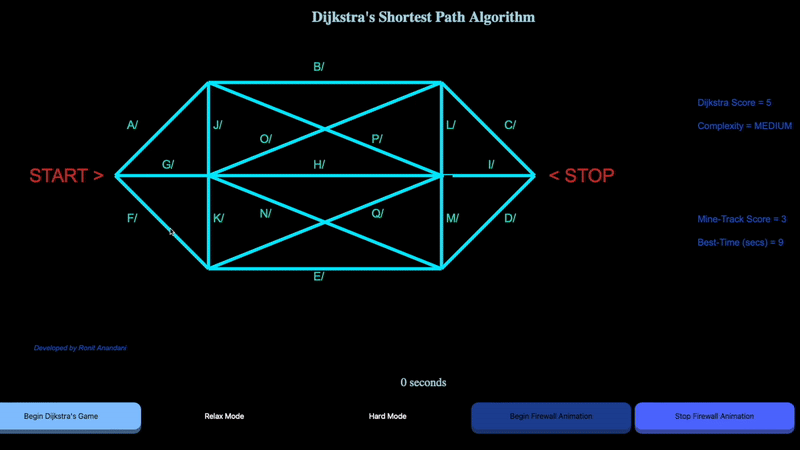 Dijkstra's Shortest Path Algorithm
B/
Dijkstra Score = 5
A/
J/
L/
C/
Complexity = MEDIUM
O/
P/
G/
H/
I/
START >
< STOP
F/
K/
N/
Q/
M/
D/
Mine-Track Score = 3
Best-Time (secs) = 9
E/
Developed by Ronit Anandani
0 seconds
Begin Dijkstra's Game
Relax Mode
Hard Mode
Begin Firewall Animation
Stop Firewall Animation